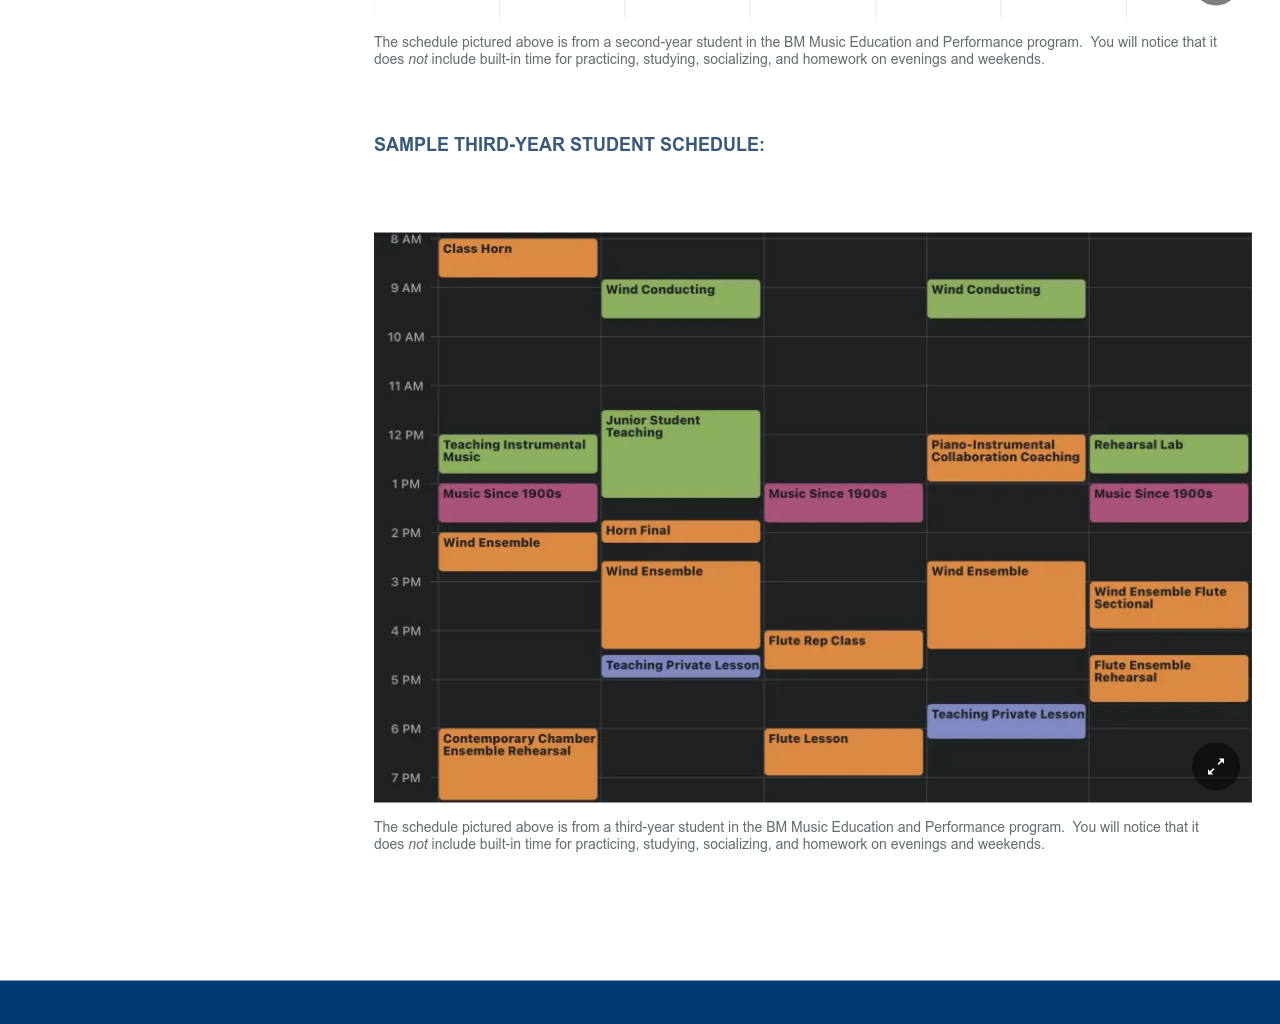 The schedule pictured above is from a second-year student in the BM Music Education and Performance program.  You will notice that it
does not include built-in time for practicing, studying, socializing, and homework on evenings and weekends.
SAMPLE THIRD-YEAR STUDENT SCHEDULE:
8 AM
Class Horn
9 AM
Wind Conducting
Wind Conducting
10 AM
11 AM
Junior Student
Teaching
12 PM
Teaching Instrumental
Music
Piano-Instrumental
Collaboration Coaching
Rehearsal Lab
1 PM
Music Since 1900s
Music Since 1900s
Music Since 1900s
2 PM
Horn Final
Wind Ensemble
Wind Ensemble
Wind Ensemble
3 PM
Wind Ensemble Flute
Sectional
4 PM
Flute Rep Class
Teaching Private Lesson
Flute Ensemble
Rehearsal
5 PM
Teaching Private Lesson
6 PM
Contemporary Chamber
Ensemble Rehearsal
Flute Lesson
7 PM
The schedule pictured above is from a third-year student in the BM Music Education and Performance program.  You will notice that it
does not include built-in time for practicing, studying, socializing, and homework on evenings and weekends.